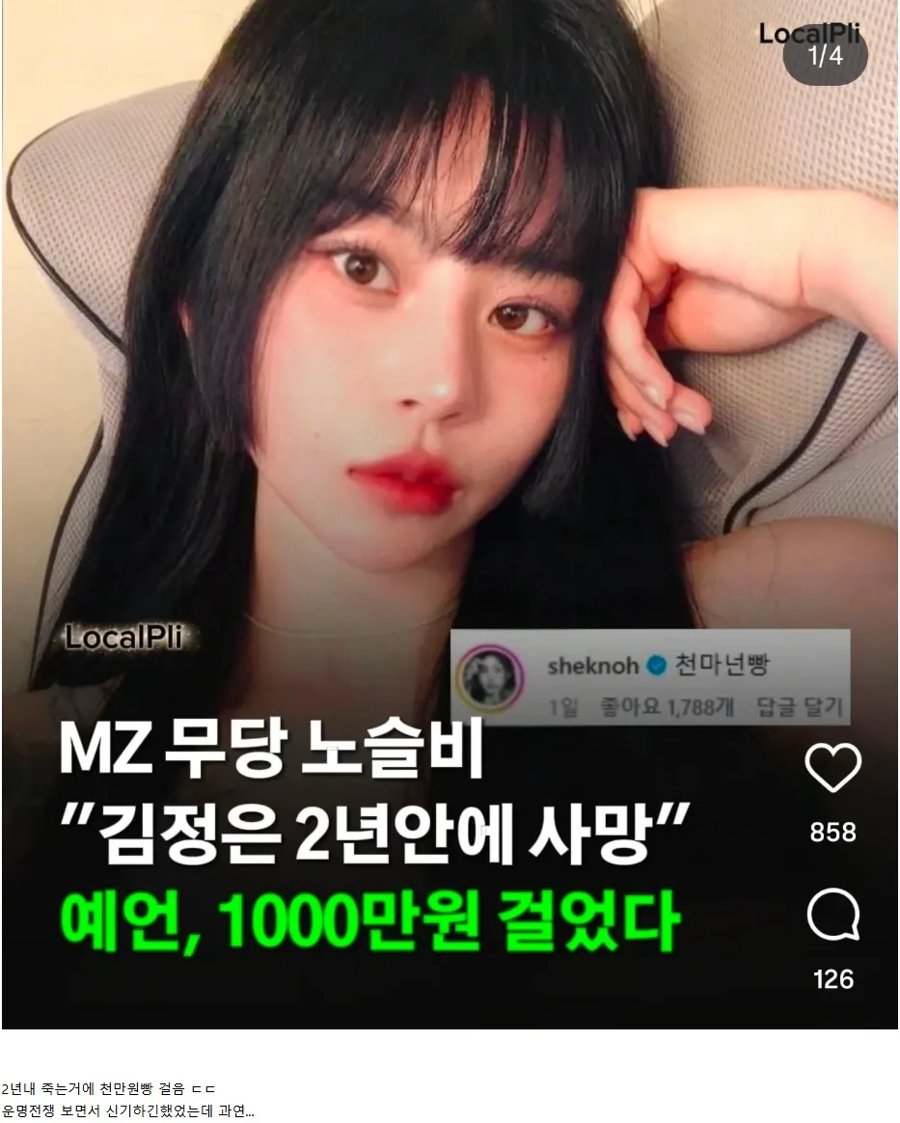 LocalPli
1/4
LocalPli
sheknoh 천마넌빵
1일 좋아요 1,788개 답글 달기
MZ 무당 노슬비
"김정은 2년안에 사망"
예언, 1000만원 걸었다
858
126
2년내 죽는거에 천만원빵 걸음 ㄷㄷ
운명전쟁 보면서 신기하긴했었는데 과연...